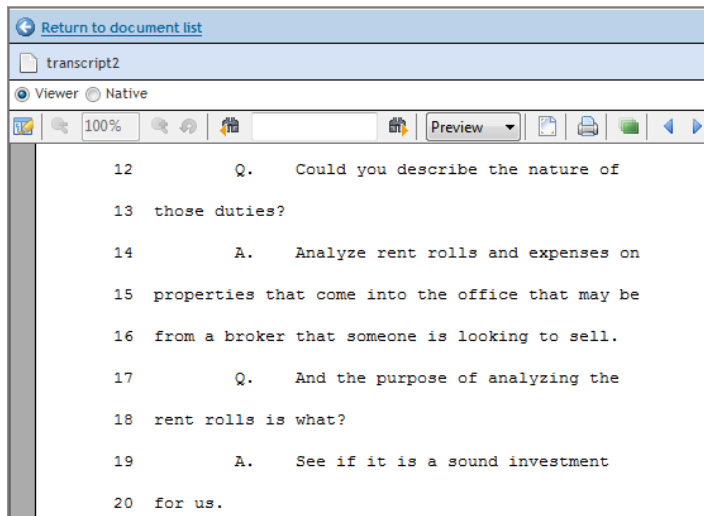 Return to document list
transcript2
Viewer Native
100% Preview
12 Q. Could you describe the nature of
13 those duties?
14 A. Analyze rent rolls and expenses on
15 properties that come into the office that may be
16 from a broker that someone is looking to sell.
17 Q. And the purpose of analyzing the
18 rent rolls is what?
19 A. See if it is a sound investment
20 for us.